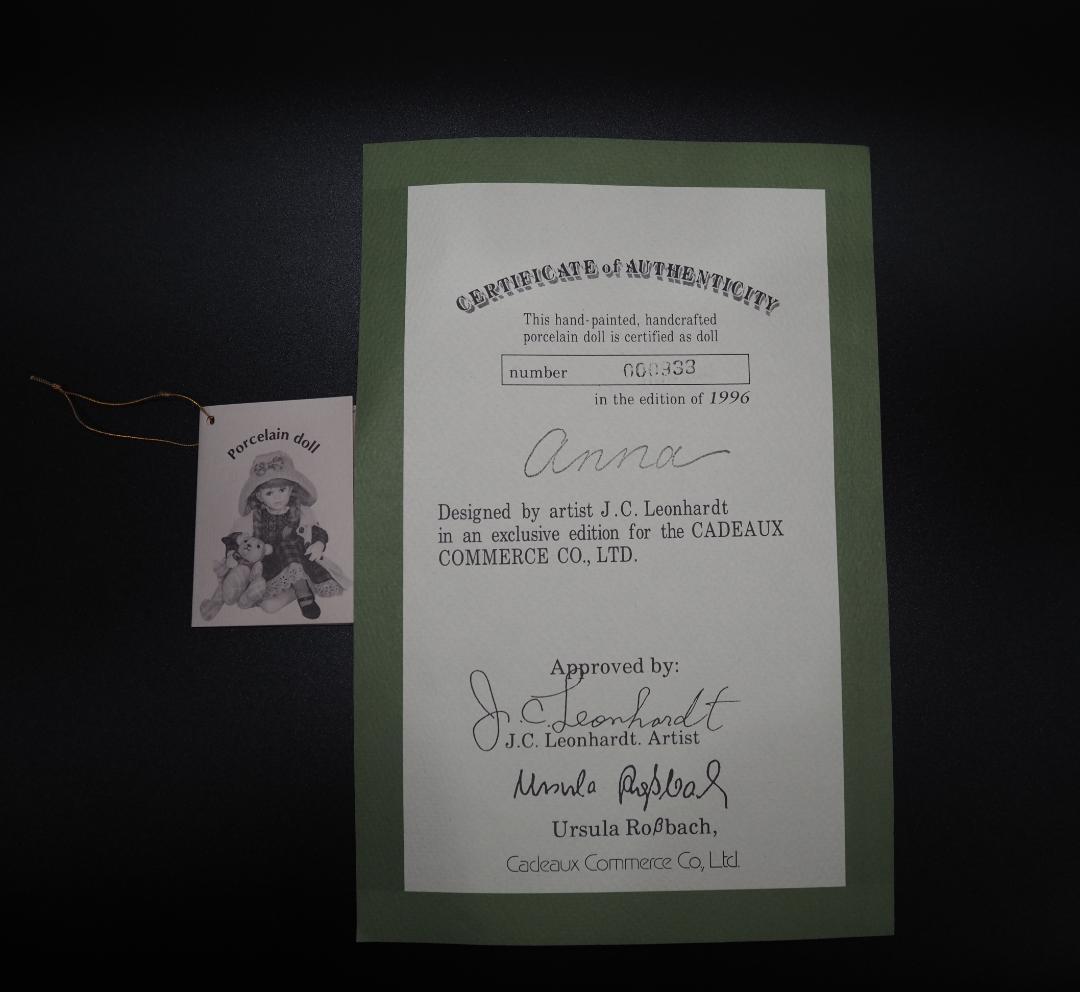 Porcelain doll
CERTIFICATE of AUTHENTICITY
This hand-painted, handcrafted
porcelain doll is certified as doll
number 000333
in the edition of 1996
Anna
Designed by artist J.C. Leonhardt
in an exclusive edition for the CADEAUX
COMMERCE CO., LTD.
Approved by:
J.C. Leonhardt
J.C. Leonhardt. Artist
Ursula Roßbach
Ursula Roßbach,
Cadeaux Commerce Co, Ltd.